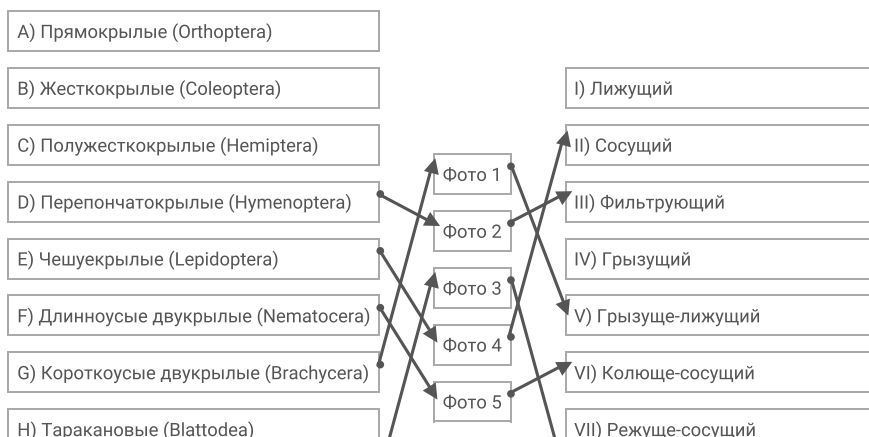 A) Прямокрылые (Orthoptera)
B) Жесткокрылые (Coleoptera)
C) Полужесткокрылые (Hemiptera)
D) Перепончатокрылые (Hymenoptera)
E) Чешуекрылые (Lepidoptera)
F) Длинноусые двукрылые (Nematocera)
G) Короткоусые двукрылые (Brachycera)
H) Таракановые (Blattodea)
Фото 1
Фото 2
Фото 3
Фото 4
Фото 5
I) Лижущий
II) Сосущий
III) Фильтрующий
IV) Грызущий
V) Грызуще-лижущий
VI) Колюще-сосущий
VII) Режуще-сосущий